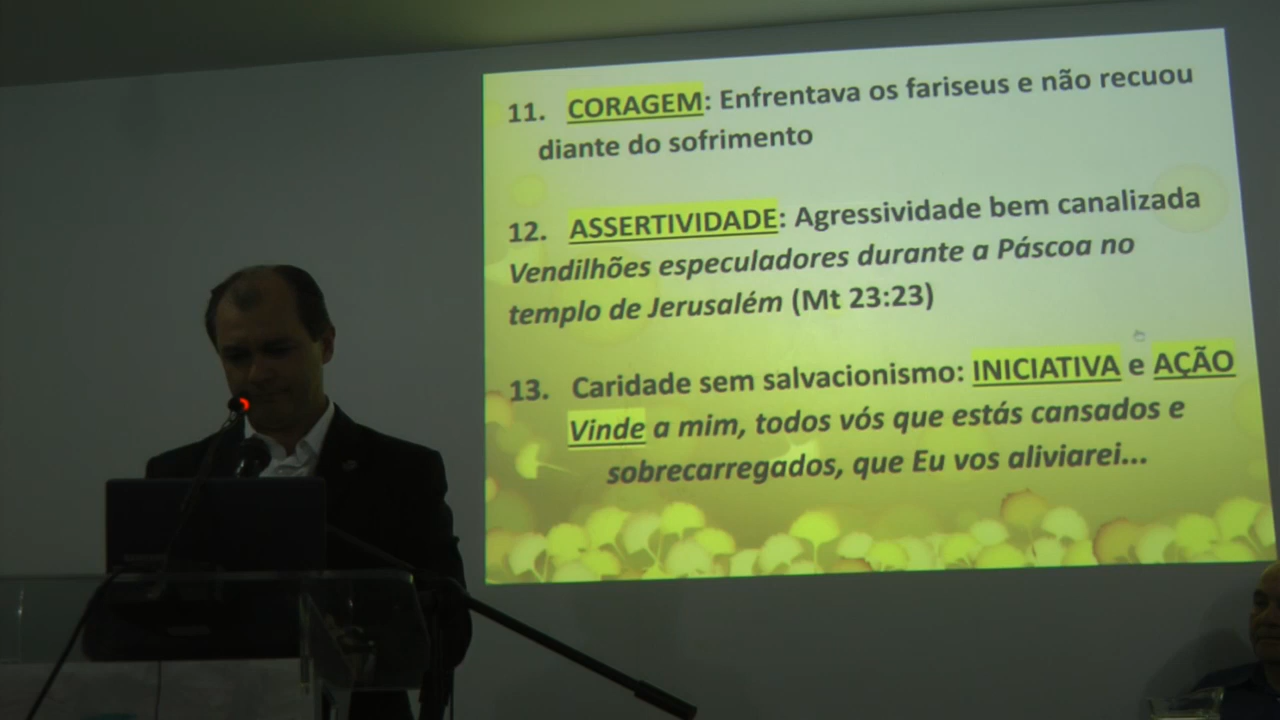 11. CORAGEM: Enfrentava os fariseus e não recuou
diante do sofrimento
12. ASSERTIVIDADE: Agressividade bem canalizada
Vendilhões especuladores durante a Páscoa no
templo de Jerusalém (Mt 23:23)
13. Caridade sem salvacionismo: INICIATIVA e AÇÃO
Vinde a mim, todos vós que estás cansados e
sobrecarregados, que Eu vos aliviarei...